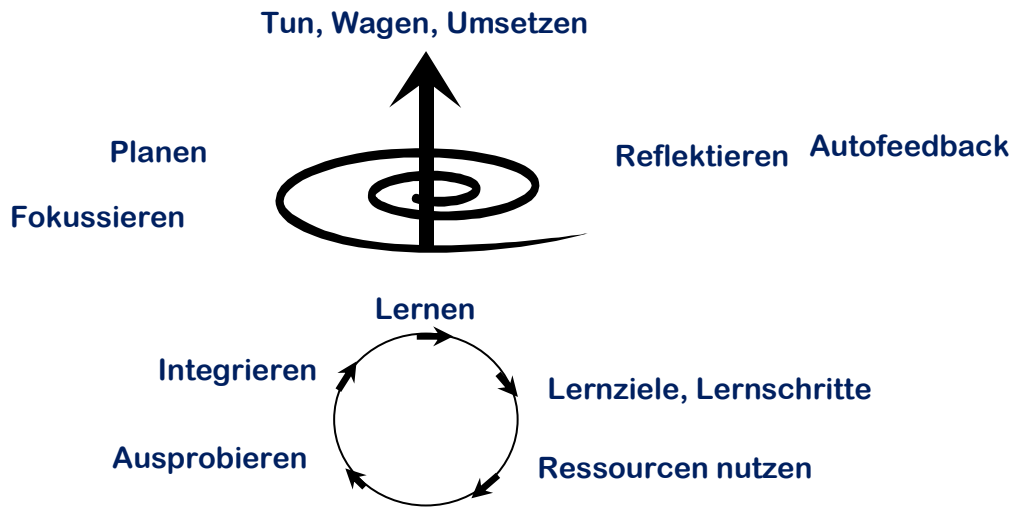 Tun, Wagen, Umsetzen
Planen
Reflektieren
Autofeedback
Fokussieren
Lernen
Integrieren
Lernziele, Lernschritte
Ausprobieren
Ressourcen nutzen